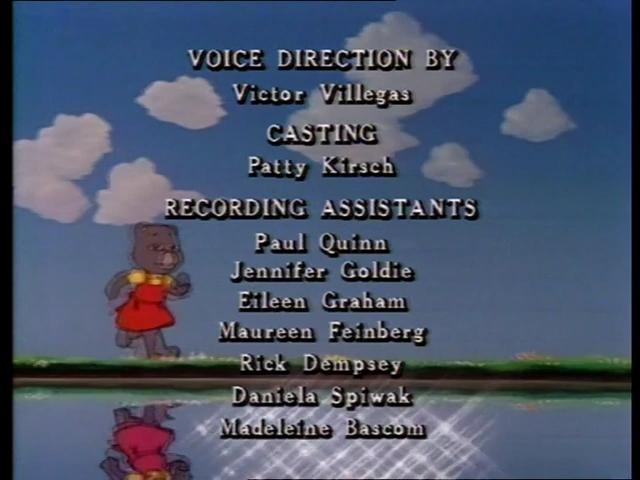 VOICE DIRECTION BY
Victor Villegas
CASTING
Patty Kirsch
RECORDING ASSISTANTS
Paul Quinn
Jennifer Goldie
Eileen Graham
Maureen Feinberg
Rick Dempsey
Daniela Spiwak
Madeleine Bascom